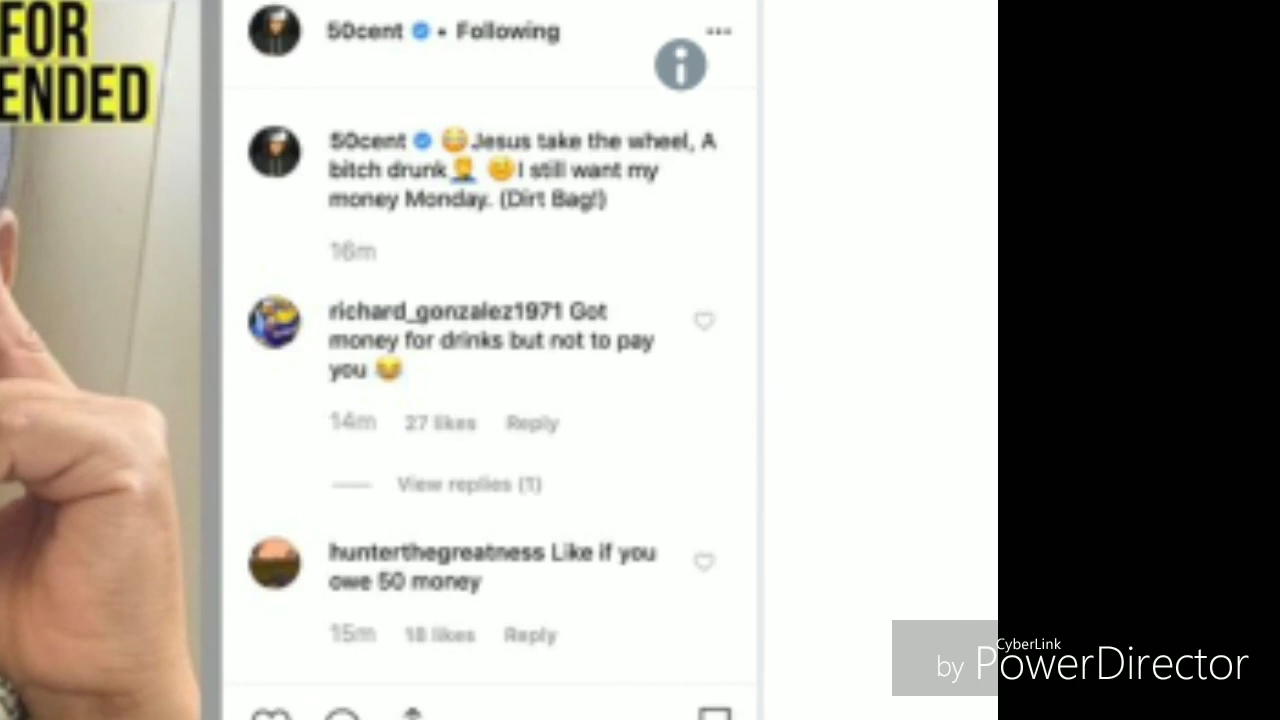 FOR
ENDED
50cent • Following
50cent 😳Jesus take the wheel, A
bitch drunk🤦 🤨I still want my
money Monday. (Dirt Bag!)
16m
richard_gonzalez1971 Got
money for drinks but not to pay
you 😂
14m 27 likes Reply
View replies (1)
hunterthegreatness Like if you
owe 50 money
15m 18 likes Reply
CyberLink
by PowerDirector